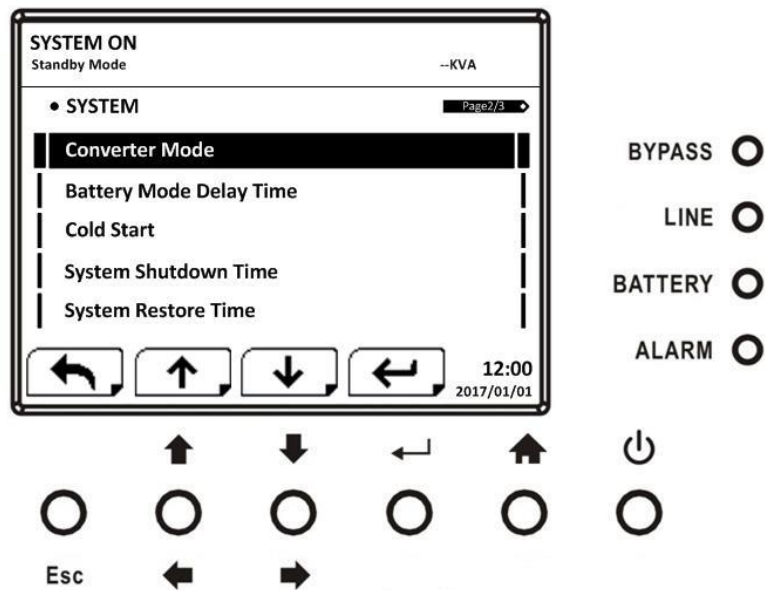 SYSTEM ON
Standby Mode --KVA
• SYSTEM Page2/3
Converter Mode
Battery Mode Delay Time
Cold Start
System Shutdown Time
System Restore Time
12:00
2017/01/01
BYPASS
LINE
BATTERY
ALARM
Esc